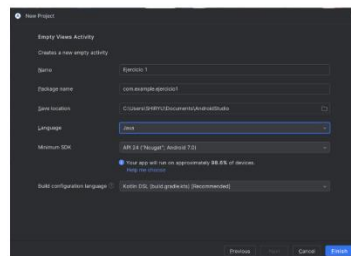 New Project
Empty Views Activity
Creates a new empty activity
Name
Ejercicio 1
Package name
com.example.ejercicio1
Save location
C:\Users\SHIRYU\Documents\AndroidStudio
Language
Java
Minimum SDK
API 24 ("Nougat"; Android 7.0)
Your app will run on approximately 98.6% of devices.
Help me choose
Build configuration language
Kotlin DSL (build.gradle.kts) [Recommended]
Previous Next Cancel Finish